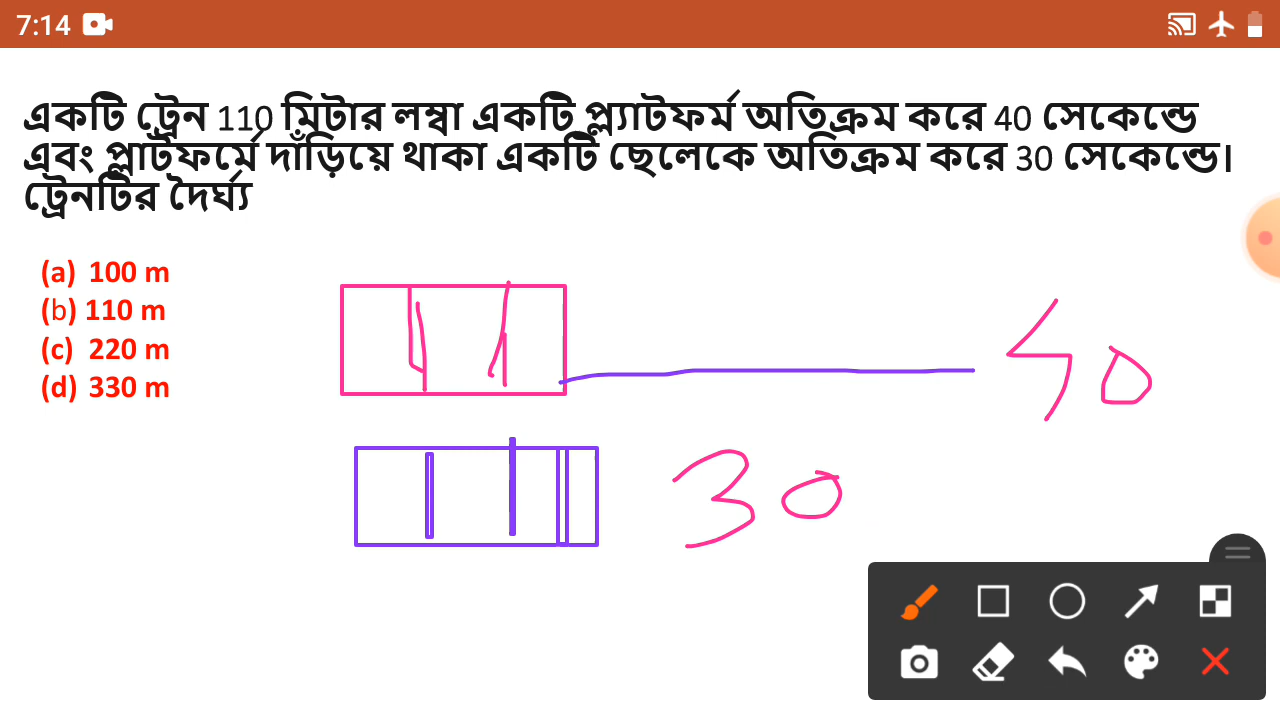 7:14
একটি ট্রেন 110 মিটার লম্বা একটি প্ল্যাটফর্ম অতিক্রম করে 40 সেকেন্ডে
এবং প্লাটফর্মে দাঁড়িয়ে থাকা একটি ছেলেকে অতিক্রম করে 30 সেকেন্ডে।
ট্রেনটির দৈর্ঘ্য
(a) 100 m
(b) 110 m
(c) 220 m
(d) 330 m
40
30